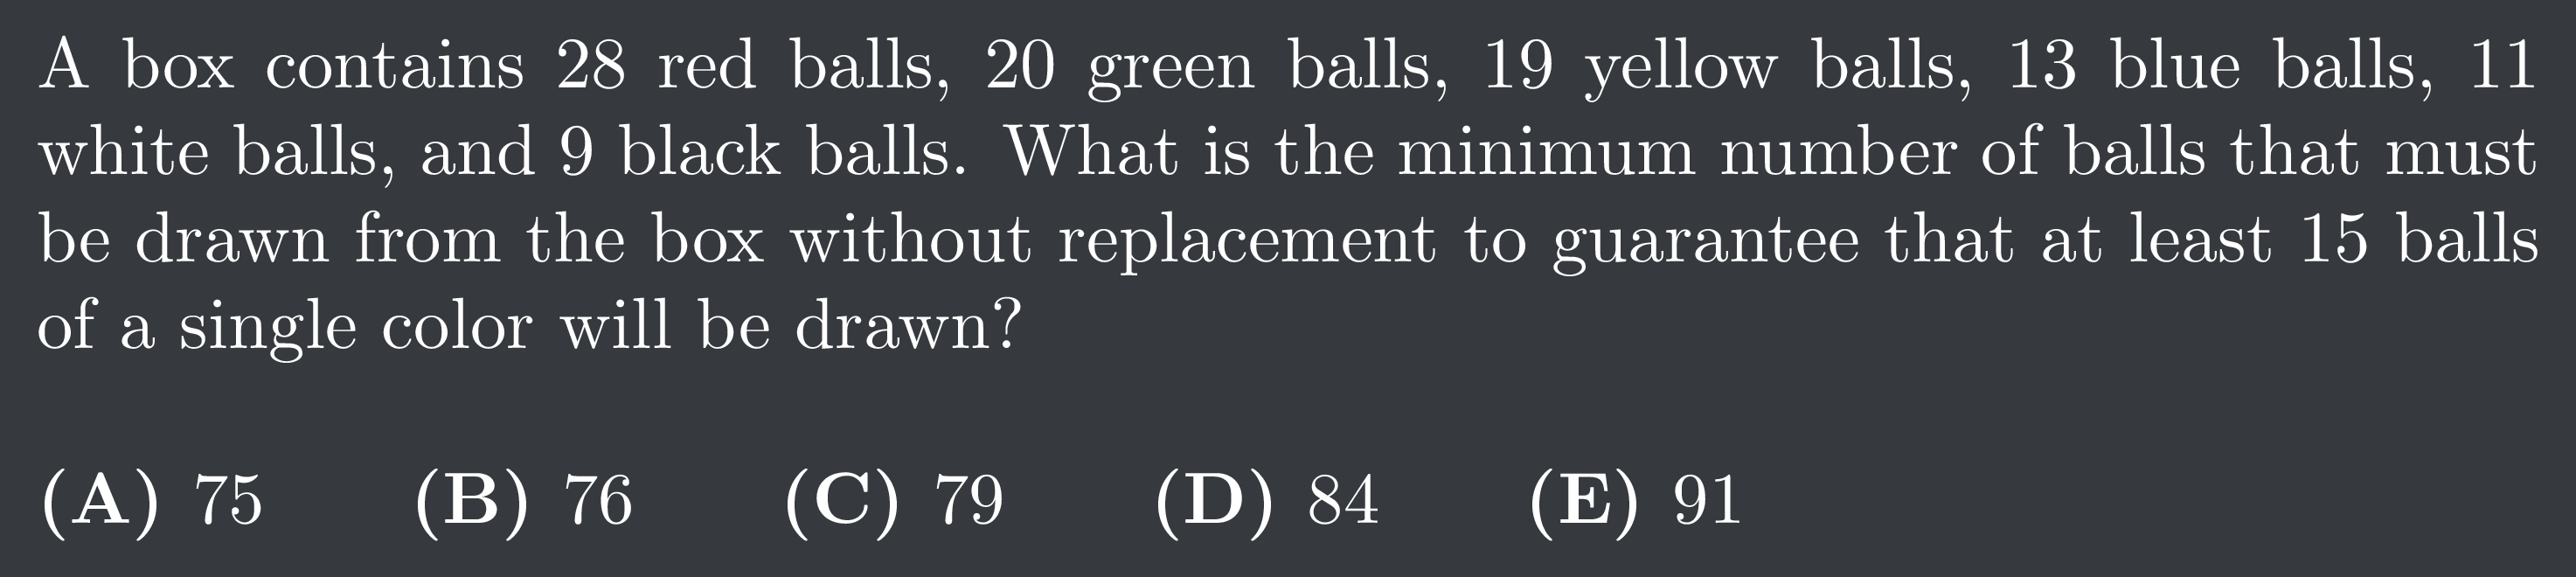 A box contains 28 red balls, 20 green balls, 19 yellow balls, 13 blue balls, 11
white balls, and 9 black balls. What is the minimum number of balls that must
be drawn from the box without replacement to guarantee that at least 15 balls
of a single color will be drawn?
(A) 75 (B) 76 (C) 79 (D) 84 (E) 91